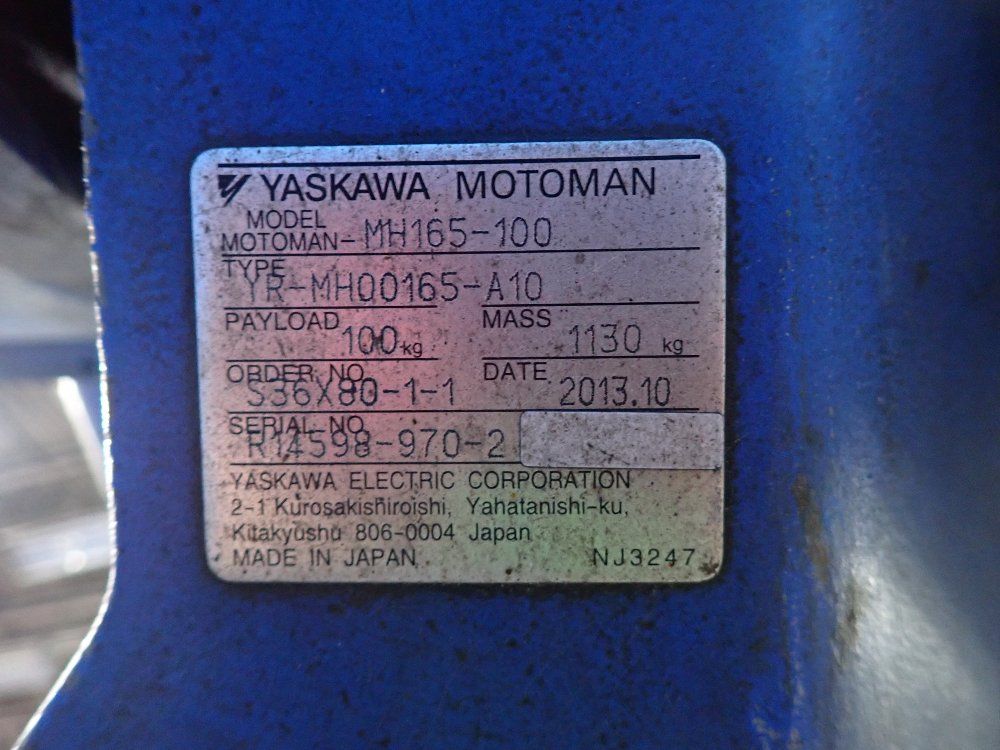 YASKAWA MOTOMAN
MODEL
MOTOMAN- MH165-100
TYPE
YR-MH00165-A10
PAYLOAD 100 kg MASS 1130 kg
ORDER NO. DATE
S36X80-1-1 2013.10
SERIAL NO.
R14598-970-2
YASKAWA ELECTRIC CORPORATION
2-1 Kurosakishiroishi, Yahatanishi-ku,
Kitakyushu 806-0004 Japan
MADE IN JAPAN NJ3247